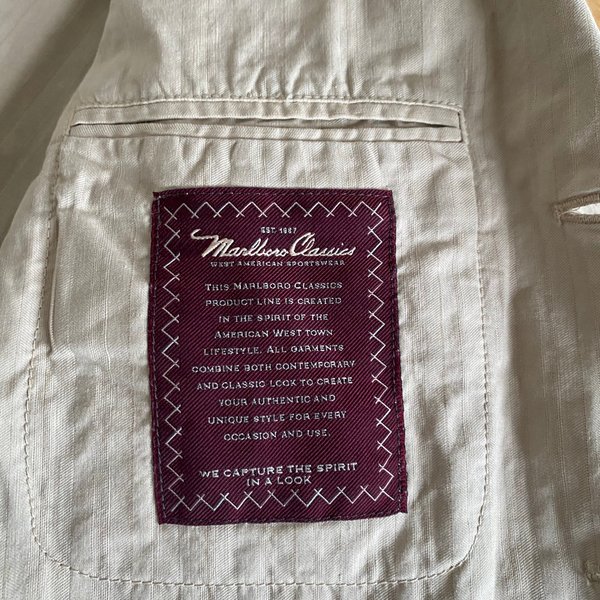 EST. 1987
Marlboro Classics
WEST AMERICAN SPORTSWEAR
THIS MARLBORO CLASSICS
PRODUCT LINE IS CREATED
IN THE SPIRIT OF THE
AMERICAN WEST TOWN
LIFESTYLE. ALL GARMENTS
COMBINE BOTH CONTEMPORARY
AND CLASSIC LOOK TO CREATE
YOUR AUTHENTIC AND
UNIQUE STYLE FOR EVERY
OCCASION AND USE.
WE CAPTURE THE SPIRIT
IN A LOOK